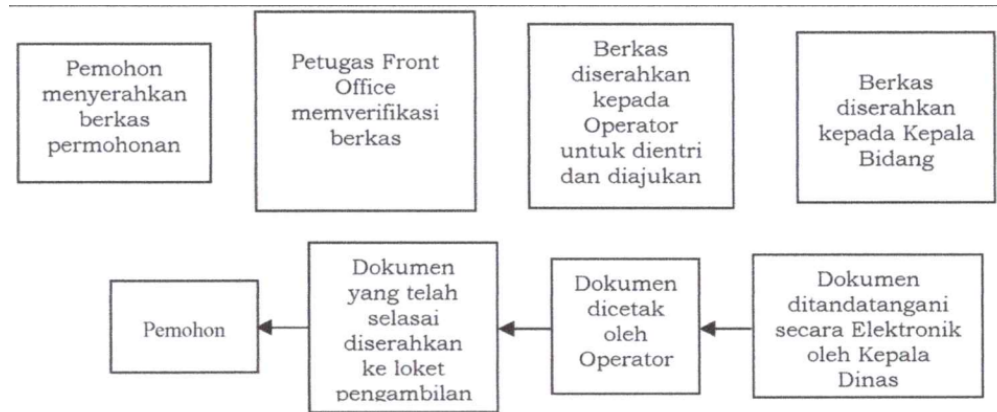 Pemohon
menyerahkan
berkas
permohonan
Petugas Front
Office
memverifikasi
berkas
Berkas
diserahkan
kepada
Operator
untuk dientri
dan diajukan
Berkas
diserahkan
kepada Kepala
Bidang
Pemohon
Dokumen
yang telah
selasai
diserahkan
ke loket
pengambilan
Dokumen
dicetak
oleh
Operator
Dokumen
ditandatangani
secara Elektronik
oleh Kepala
Dinas